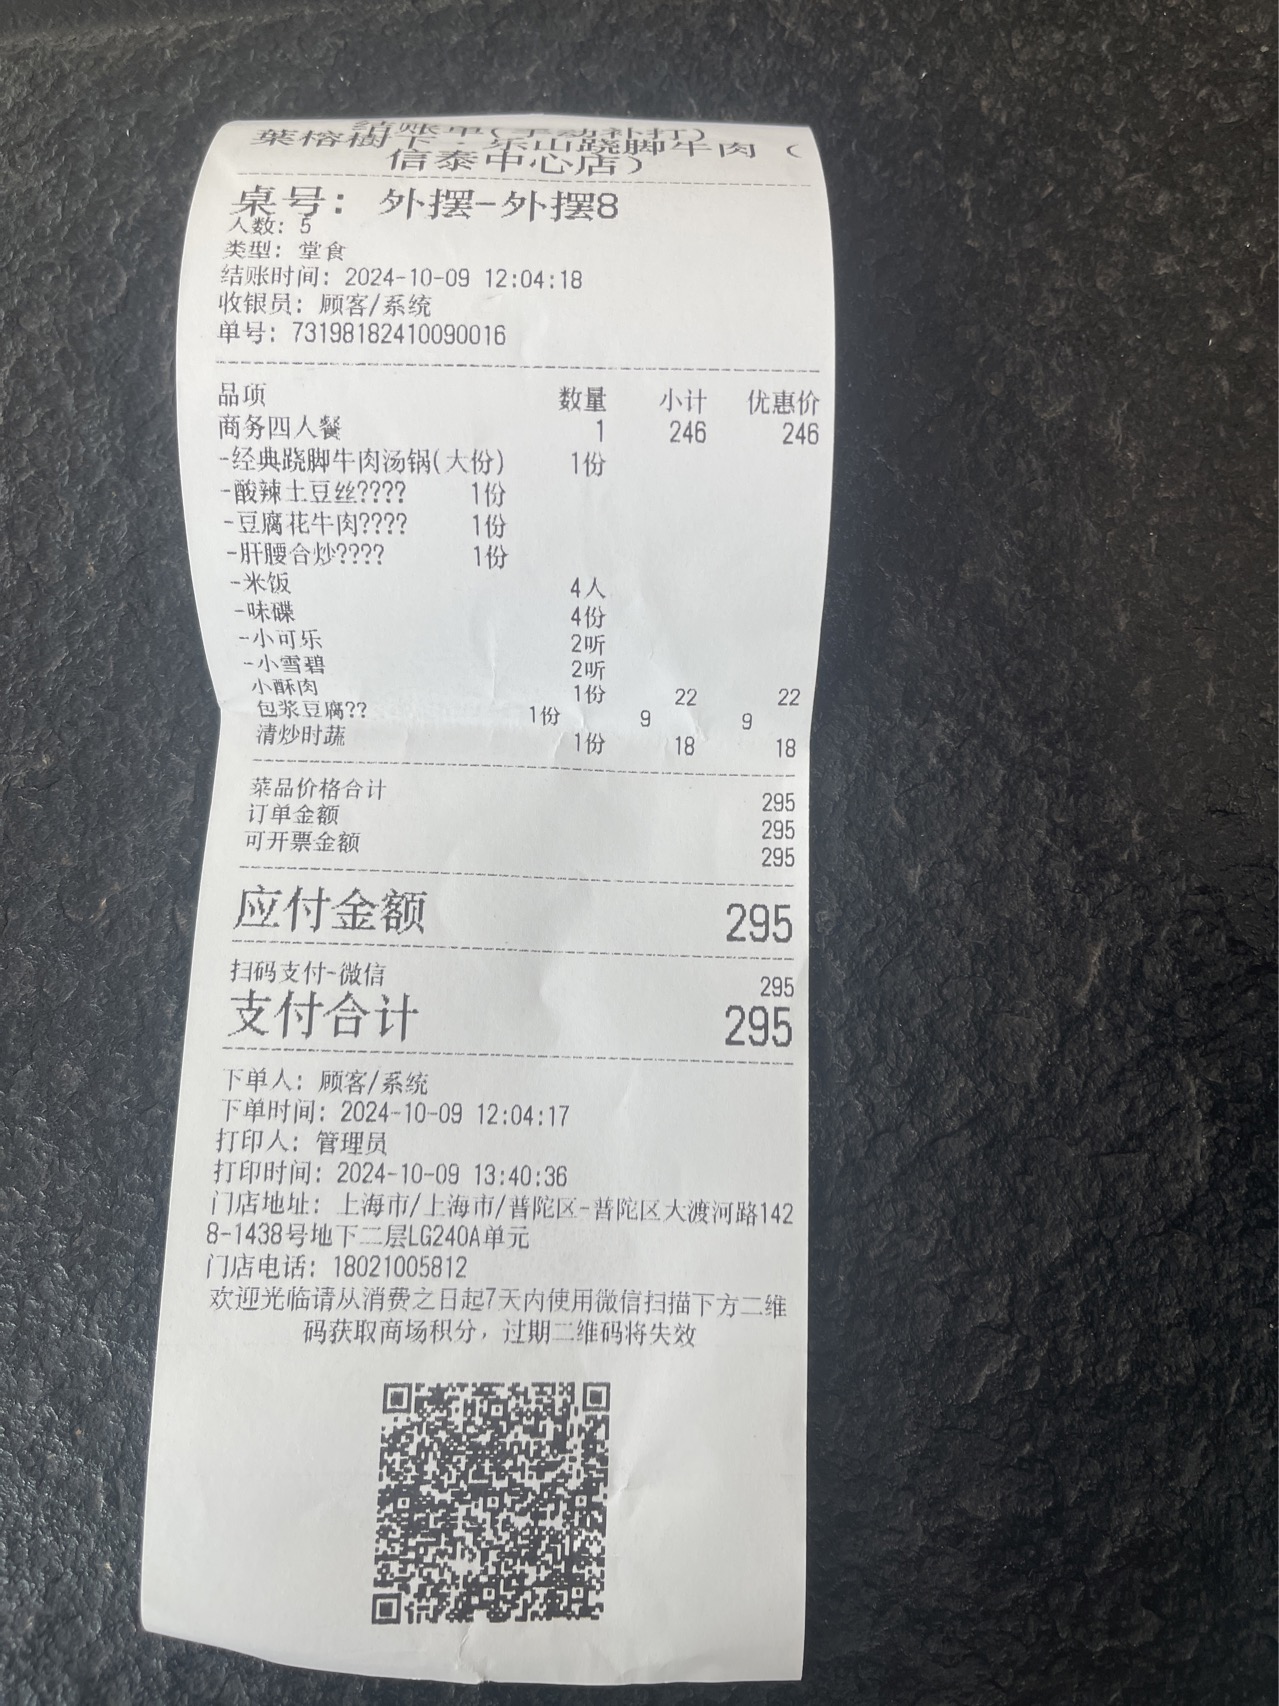 结账单(手动补打)
葉榕樹下·乐山跷脚牛肉(
信泰中心店)
桌号: 外摆-外摆8
人数: 5
类型: 堂食
结账时间: 2024-10-09 12:04:18
收银员: 顾客/系统
单号: 73198182410090016
品项 数量 小计 优惠价
商务四人餐 1 246 246
-经典跷脚牛肉汤锅(大份) 1份
-酸辣土豆丝???? 1份
-豆腐花牛肉???? 1份
-肝腰合炒???? 1份
-米饭 4人
-味碟 4份
-小可乐 2听
-小雪碧 2听
小酥肉 1份 22 22
包浆豆腐?? 1份 9 9
清炒时蔬 1份 18 18
菜品价格合计 295
订单金额 295
可开票金额 295
应付金额 295
扫码支付-微信 295
支付合计 295
下单人: 顾客/系统
下单时间: 2024-10-09 12:04:17
打印人: 管理员
打印时间: 2024-10-09 13:40:36
门店地址: 上海市/上海市/普陀区-普陀区大渡河路142
8-1438号地下二层LG240A单元
门店电话: 18021005812
欢迎光临请从消费之日起7天内使用微信扫描下方二维
码获取商场积分，过期二维码将失效